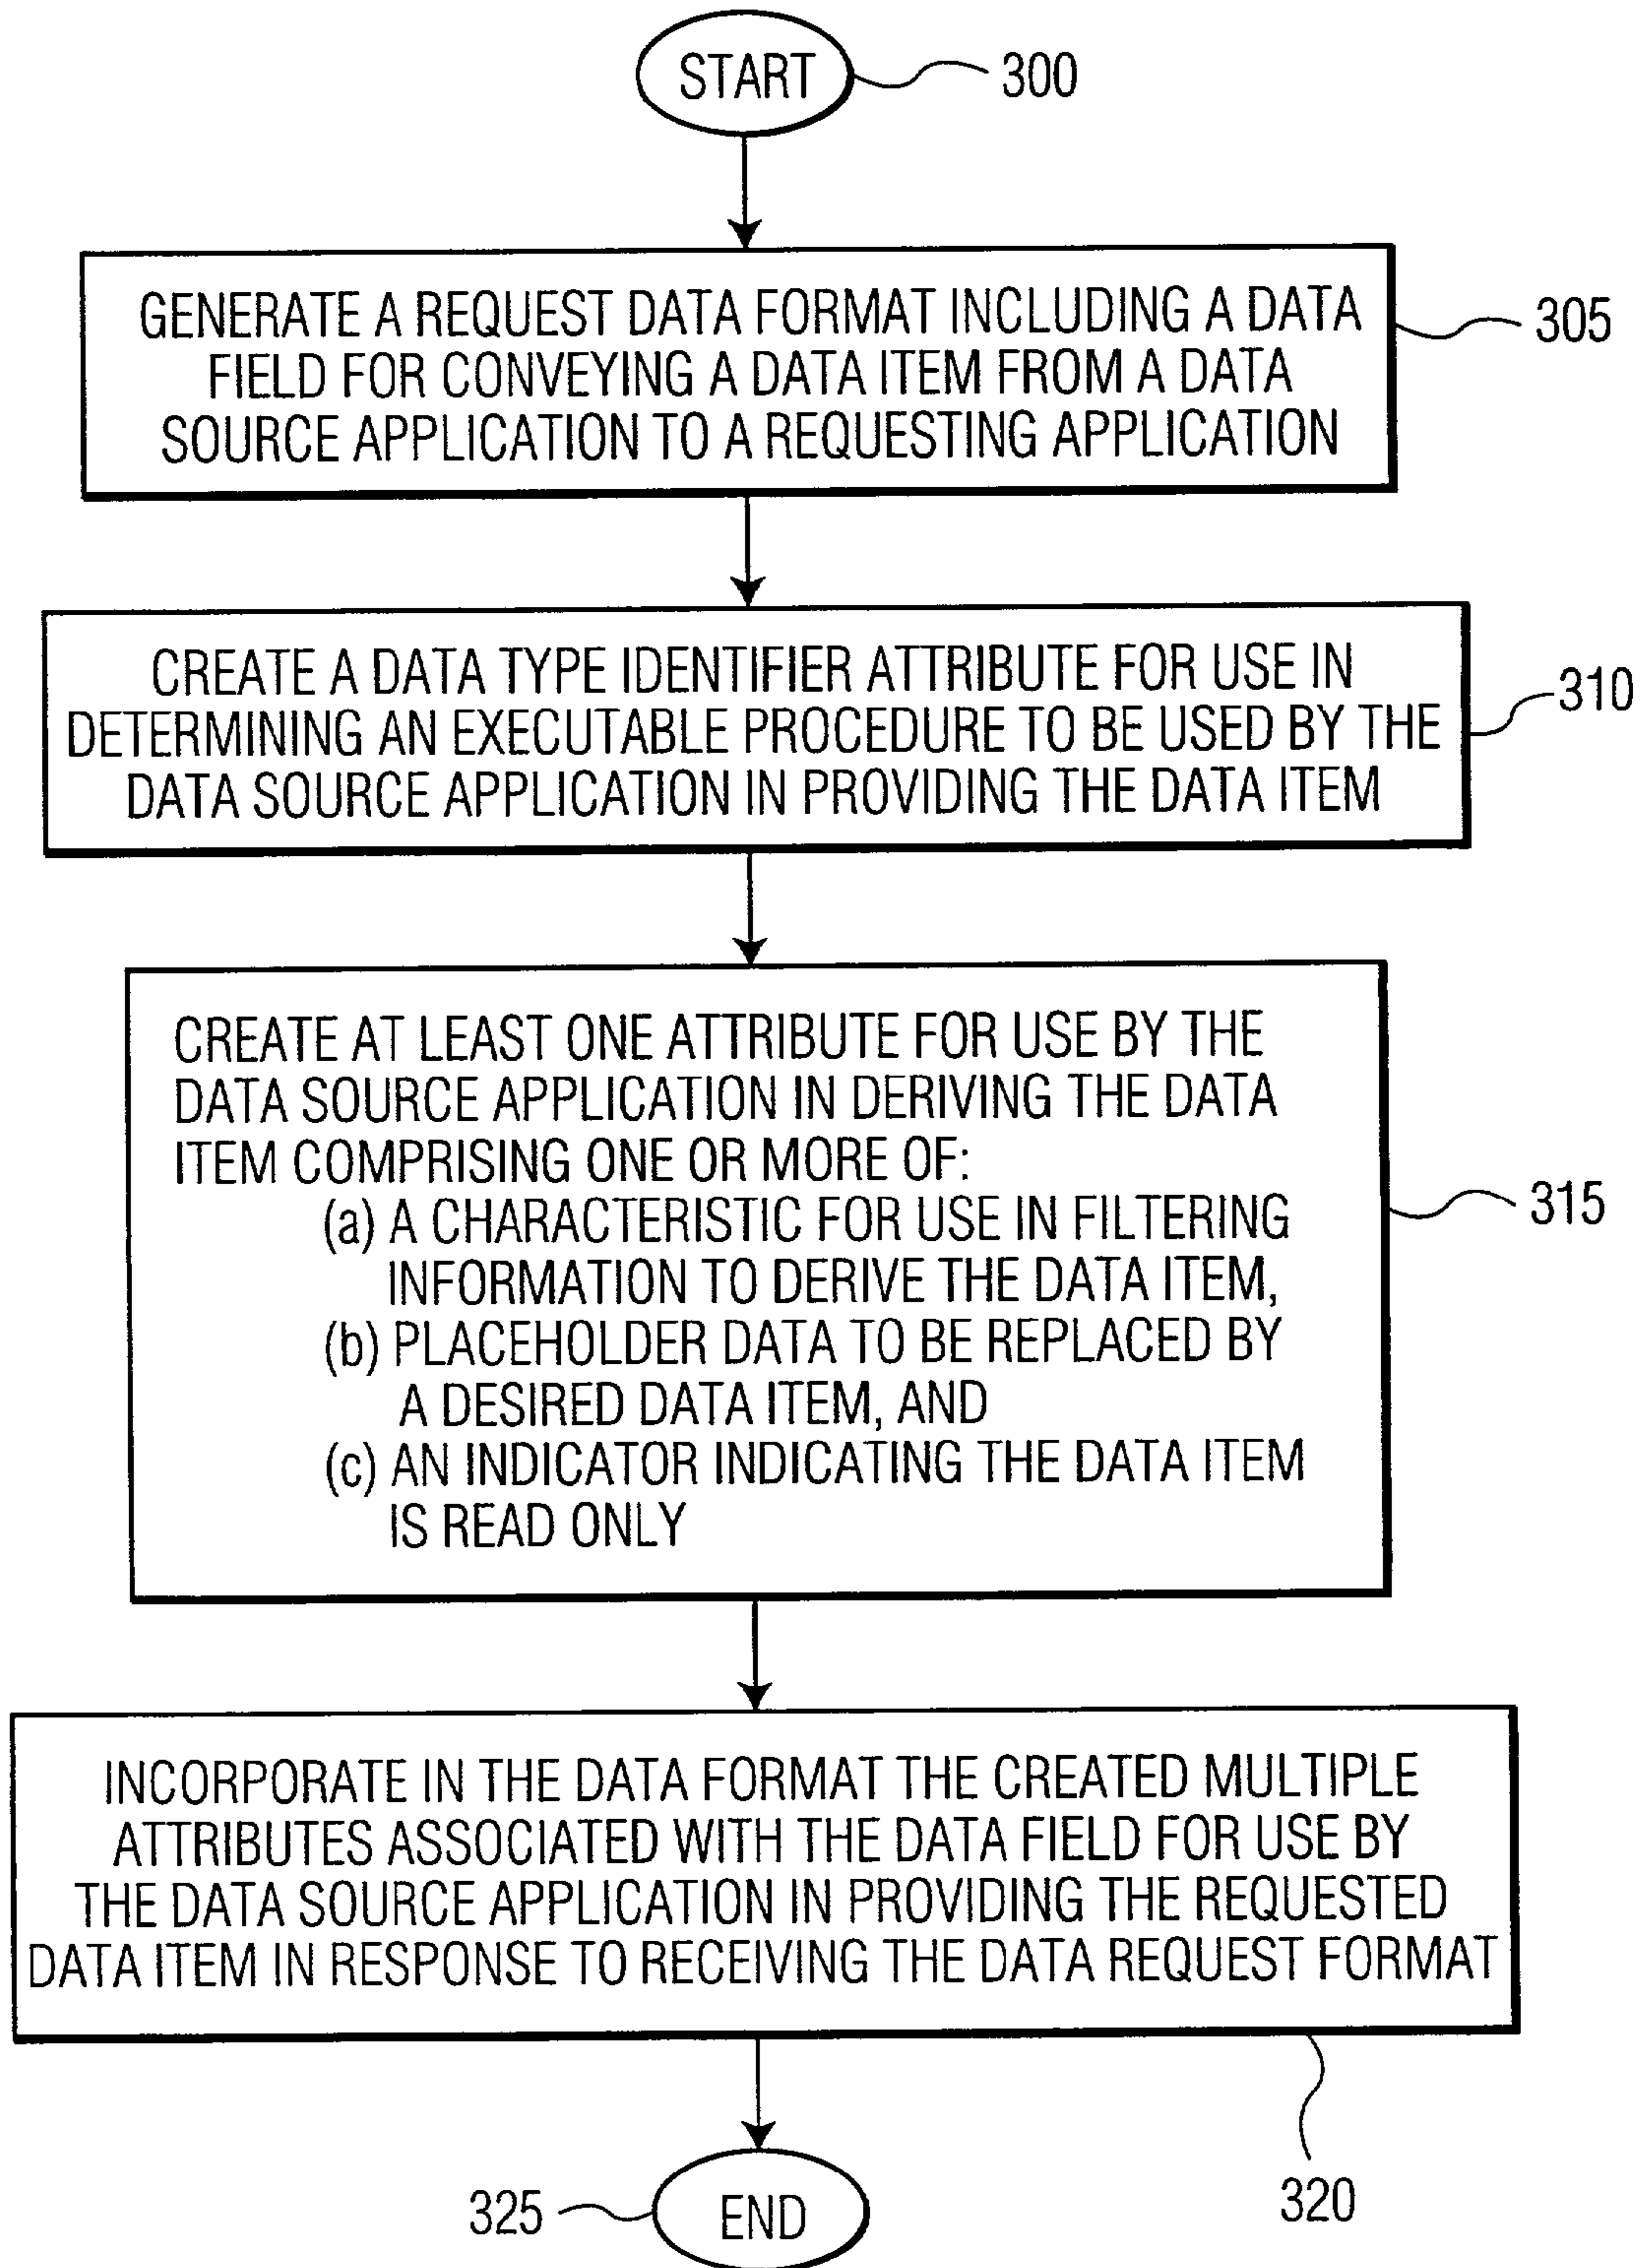 START
300
GENERATE A REQUEST DATA FORMAT INCLUDING A DATA
FIELD FOR CONVEYING A DATA ITEM FROM A DATA
SOURCE APPLICATION TO A REQUESTING APPLICATION
305
CREATE A DATA TYPE IDENTIFIER ATTRIBUTE FOR USE IN
DETERMINING AN EXECUTABLE PROCEDURE TO BE USED BY THE
DATA SOURCE APPLICATION IN PROVIDING THE DATA ITEM
310
CREATE AT LEAST ONE ATTRIBUTE FOR USE BY THE
DATA SOURCE APPLICATION IN DERIVING THE DATA
ITEM COMPRISING ONE OR MORE OF:
(a) A CHARACTERISTIC FOR USE IN FILTERING
INFORMATION TO DERIVE THE DATA ITEM,
(b) PLACEHOLDER DATA TO BE REPLACED BY
A DESIRED DATA ITEM, AND
(c) AN INDICATOR INDICATING THE DATA ITEM
IS READ ONLY
315
INCORPORATE IN THE DATA FORMAT THE CREATED MULTIPLE
ATTRIBUTES ASSOCIATED WITH THE DATA FIELD FOR USE BY
THE DATA SOURCE APPLICATION IN PROVIDING THE REQUESTED
DATA ITEM IN RESPONSE TO RECEIVING THE DATA REQUEST FORMAT
320
325
END